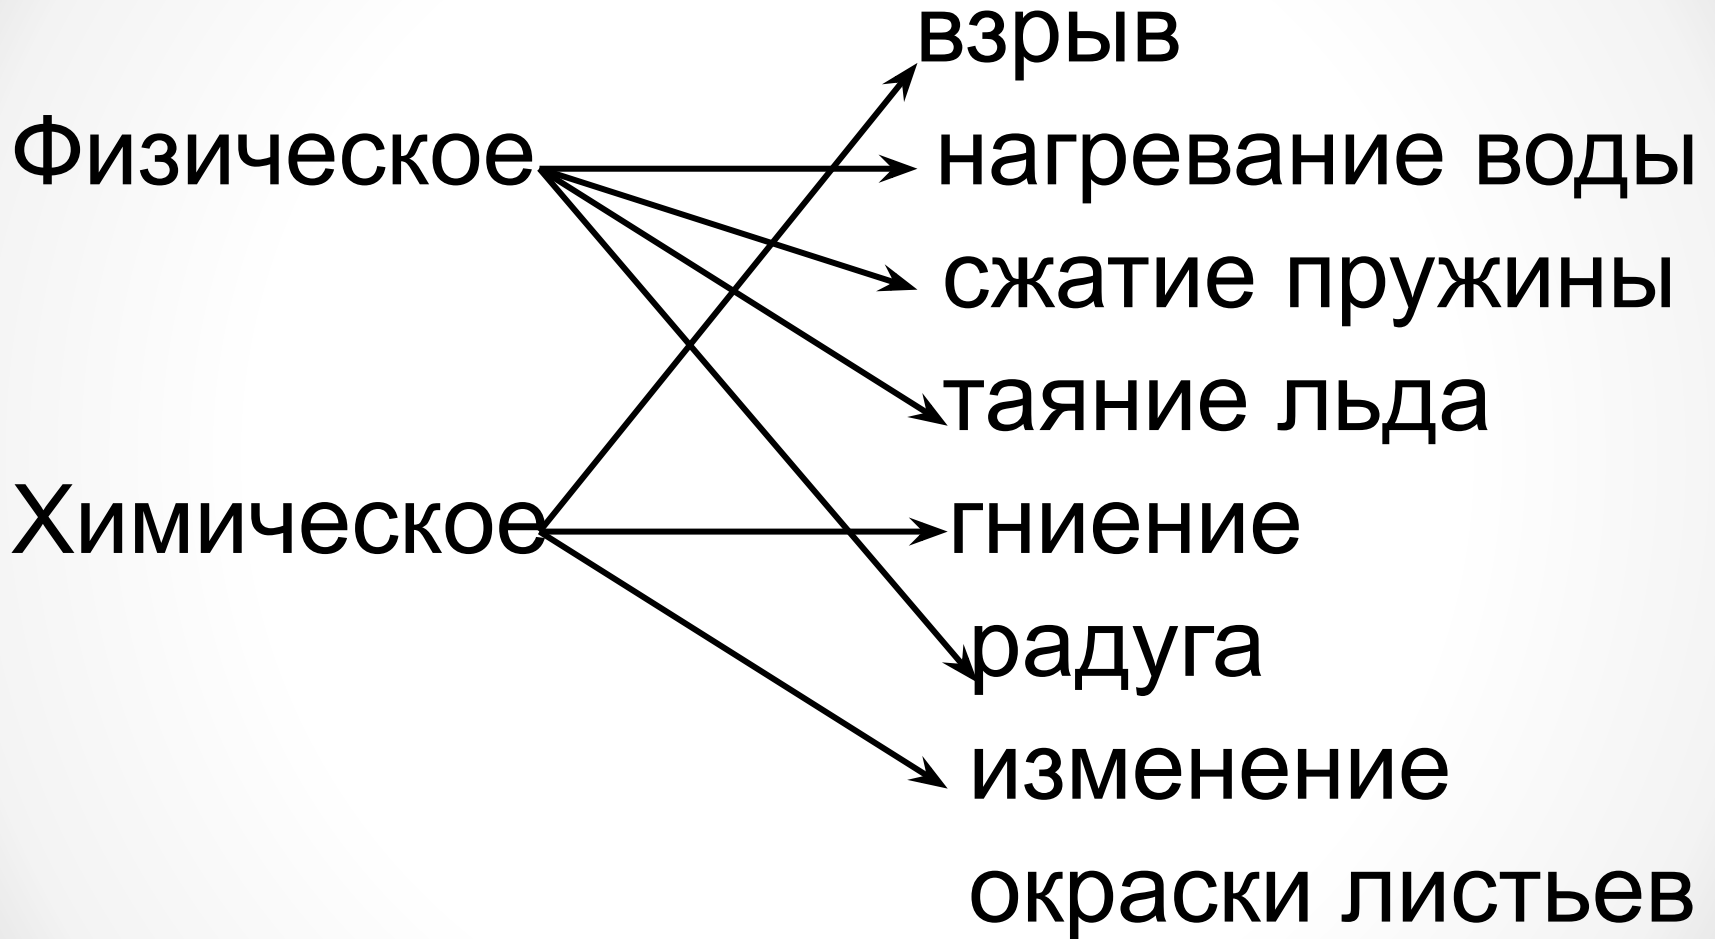 взрыв
Физическое
нагревание воды
сжатие пружины
таяние льда
Химическое
гниение
радуга
изменение
окраски листьев